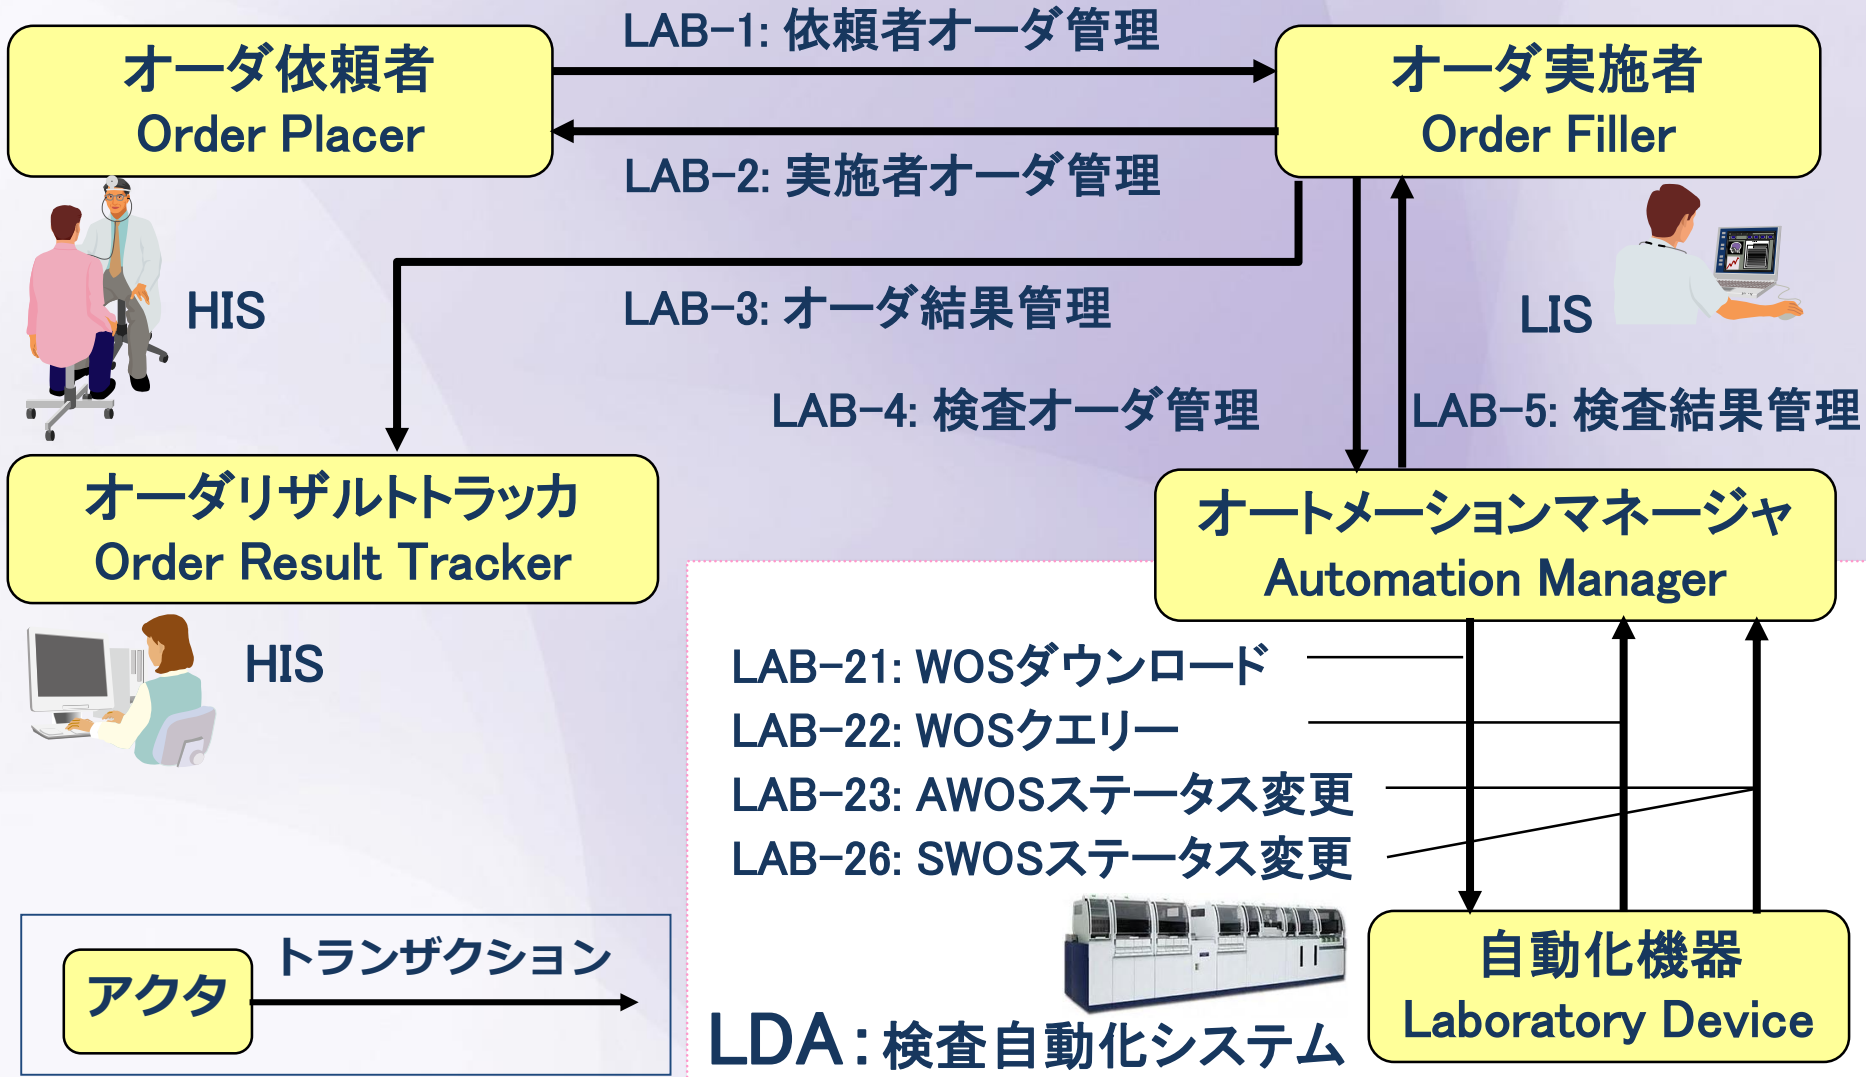 LAB-1: 依頼者オーダ管理
オーダ依頼者
Order Placer
オーダ実施者
Order Filler
LAB-2: 実施者オーダ管理
HIS
LAB-3: オーダ結果管理
LIS
LAB-4: 検査オーダ管理
LAB-5: 検査結果管理
オーダリザルトトラッカ
Order Result Tracker
オートメーションマネージャ
Automation Manager
HIS
LAB-21: WOSダウンロード
LAB-22: WOSクエリー
LAB-23: AWOSステータス変更
LAB-26: SWOSステータス変更
トランザクション
アクタ
自動化機器
Laboratory Device
LDA：検査自動化システム